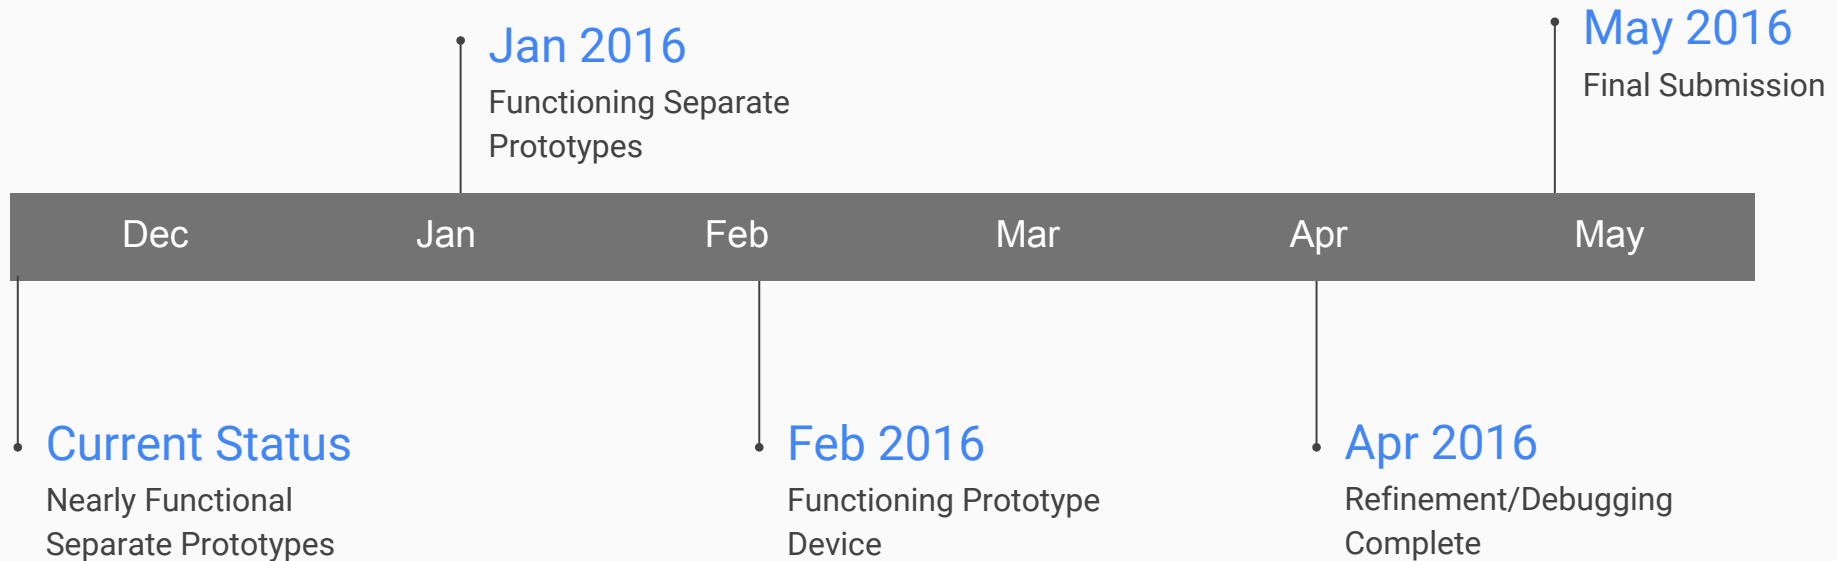 Jan 2016
Functioning Separate
Prototypes
May 2016
Final Submission
Dec Jan Feb Mar Apr May
Current Status
Nearly Functional
Separate Prototypes
Feb 2016
Functioning Prototype
Device
Apr 2016
Refinement/Debugging
Complete